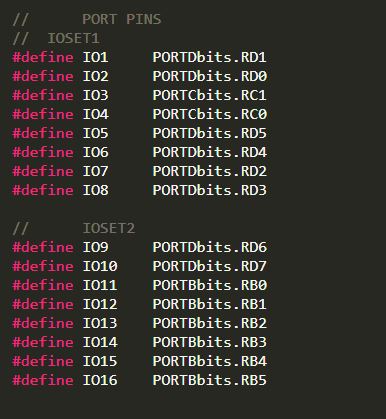 //      PORT PINS
//  IOSET1
#define IO1     PORTDbits.RD1
#define IO2     PORTDbits.RD0
#define IO3     PORTCbits.RC1
#define IO4     PORTCbits.RC0
#define IO5     PORTDbits.RD5
#define IO6     PORTDbits.RD4
#define IO7     PORTDbits.RD2
#define IO8     PORTDbits.RD3

//      IOSET2
#define IO9     PORTDbits.RD6
#define IO10    PORTDbits.RD7
#define IO11    PORTBbits.RB0
#define IO12    PORTBbits.RB1
#define IO13    PORTBbits.RB2
#define IO14    PORTBbits.RB3
#define IO15    PORTBbits.RB4
#define IO16    PORTBbits.RB5